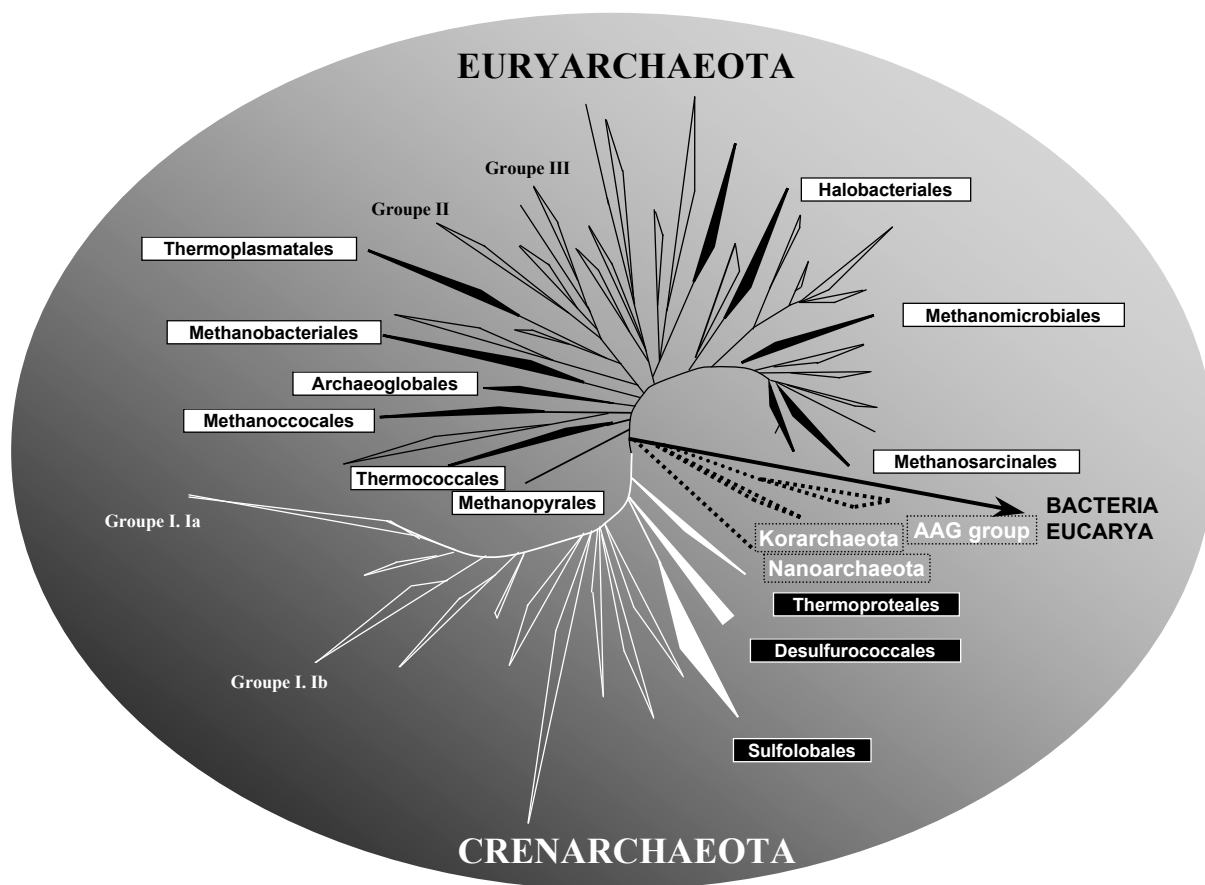 EURYARCHAEOTA
Groupe III
Halobacteriales
Groupe II
Thermoplasmatales
Methanomicrobiales
Methanobacteriales
Archaeoglobales
Methanoccocales
Methanosarcinales
Thermococcales
Methanopyrales
BACTERIA
EUCARYA
Groupe I. Ia
AAG group
Korarchaeota
Nanoarchaeota
Thermoproteales
Desulfurococcales
Groupe I. Ib
Sulfolobales
CRENARCHAEOTA